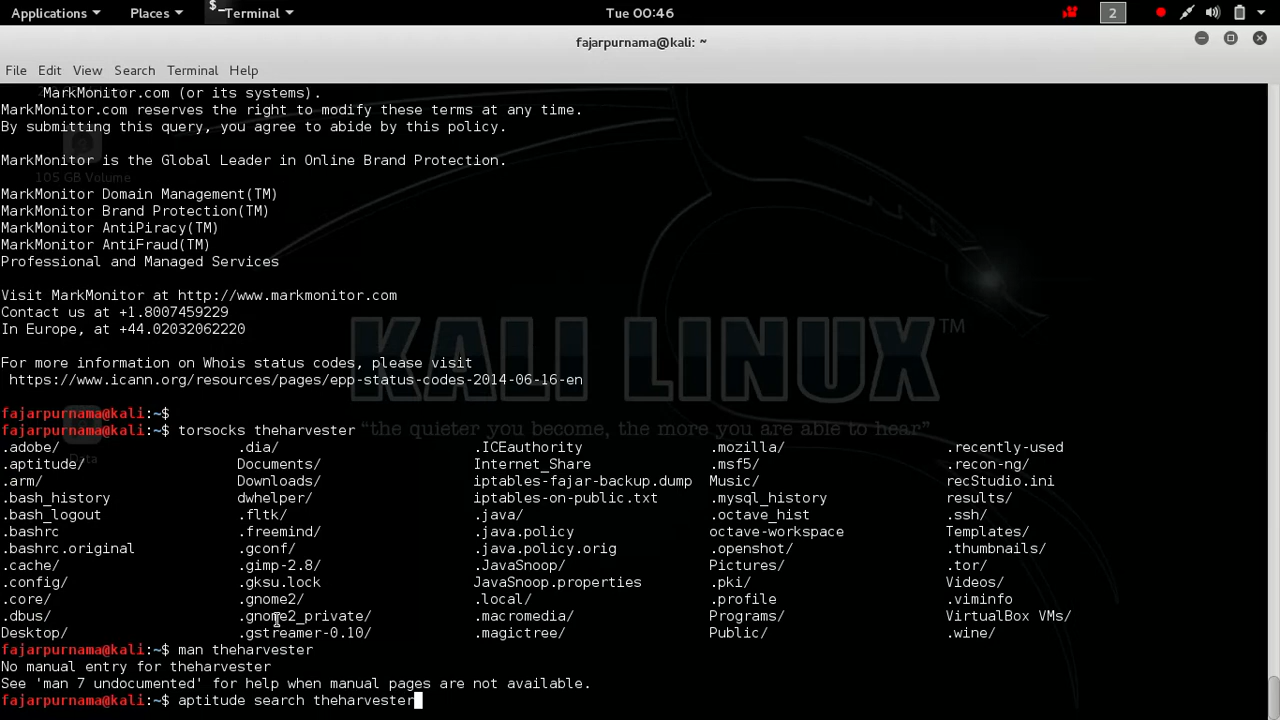 Applications Places $_ Terminal Tue 00:46 2
fajarpurnama@kali: ~
File Edit View Search Terminal Help
MarkMonitor.com (or its systems).
MarkMonitor.com reserves the right to modify these terms at any time.
By submitting this query, you agree to abide by this policy.
MarkMonitor is the Global Leader in Online Brand Protection.
105 GB Volume
MarkMonitor Domain Management(TM)
MarkMonitor Brand Protection(TM)
MarkMonitor AntiPiracy(TM)
MarkMonitor AntiFraud(TM)
Professional and Managed Services
Visit MarkMonitor at http://www.markmonitor.com
Contact us at +1.8007459229
In Europe, at +44.02032062220
KALI LINUX™
For more information on Whois status codes, please visit
https://www.icann.org/resources/pages/epp-status-codes-2014-06-16-en
fajarpurnama@kali:~$
fajarpurnama@kali:~$ torsocks theharvester
"the quieter you become, the more you are able to hear"
.adobe/ .dia/ .ICEauthority .mozilla/ .recently-used
Data
.aptitude/ Documents/ Internet_Share .msf5/ .recon-ng/
.arm/ Downloads/ iptables-fajar-backup.dump Music/ recStudio.ini
.bash_history dwhelper/ iptables-on-public.txt .mysql_history results/
.bash_logout .fltk/ .java/ .octave_hist .ssh/
.bashrc .freemind/ .java.policy octave-workspace Templates/
.bashrc.original .gconf/ .java.policy.orig .openshot/ .thumbnails/
.cache/ .gimp-2.8/ .JavaSnoop/ Pictures/ .tor/
.config/ .gksu.lock JavaSnoop.properties .pki/ Videos/
.core/ .gnome2/ .local/ .profile .viminfo
.dbus/ .gnome2_private/ .macromedia/ Programs/ VirtualBox VMs/
Desktop/ .gstreamer-0.10/ .magictree/ Public/ .wine/
fajarpurnama@kali:~$ man theharvester
No manual entry for theharvester
See 'man 7 undocumented' for help when manual pages are not available.
fajarpurnama@kali:~$ aptitude search theharvester